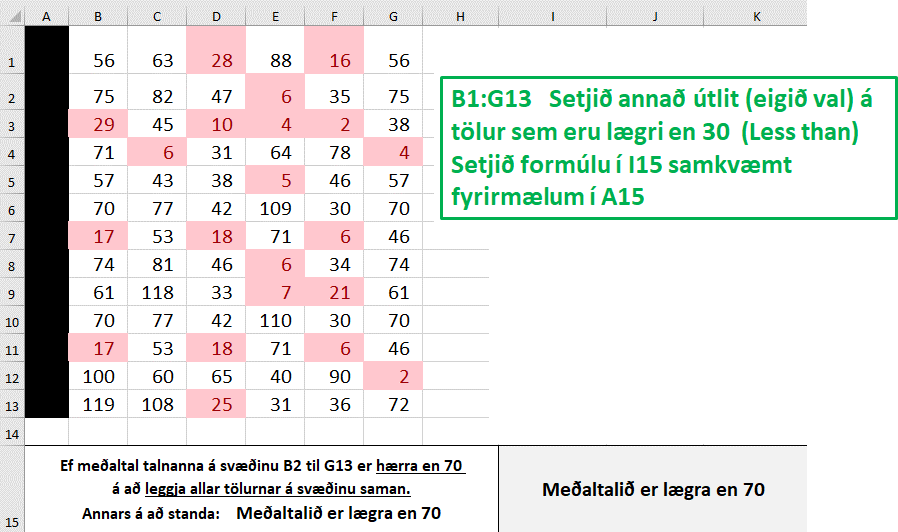 A B C D E F G H I J K
1 56 63 28 88 16 56
2 75 82 47 6 35 75
3 29 45 10 4 2 38
4 71 6 31 64 78 4
5 57 43 38 5 46 57
6 70 77 42 109 30 70
7 17 53 18 71 6 46
8 74 81 46 6 34 74
9 61 118 33 7 21 61
10 70 77 42 110 30 70
11 17 53 18 71 6 46
12 100 60 65 40 90 2
13 119 108 25 31 36 72
14
B1:G13 Setjið annað útlit (eigið val) á
tölur sem eru lægri en 30 (Less than)
Setjið formúlu í I15 samkvæmt
fyrirmælum í A15
15
Ef meðaltal talnanna á svæðinu B2 til G13 er hærra en 70
á að leggja allar tölurnar á svæðinu saman.
Annars á að standa: Meðaltalið er lægra en 70
Meðaltalið er lægra en 70